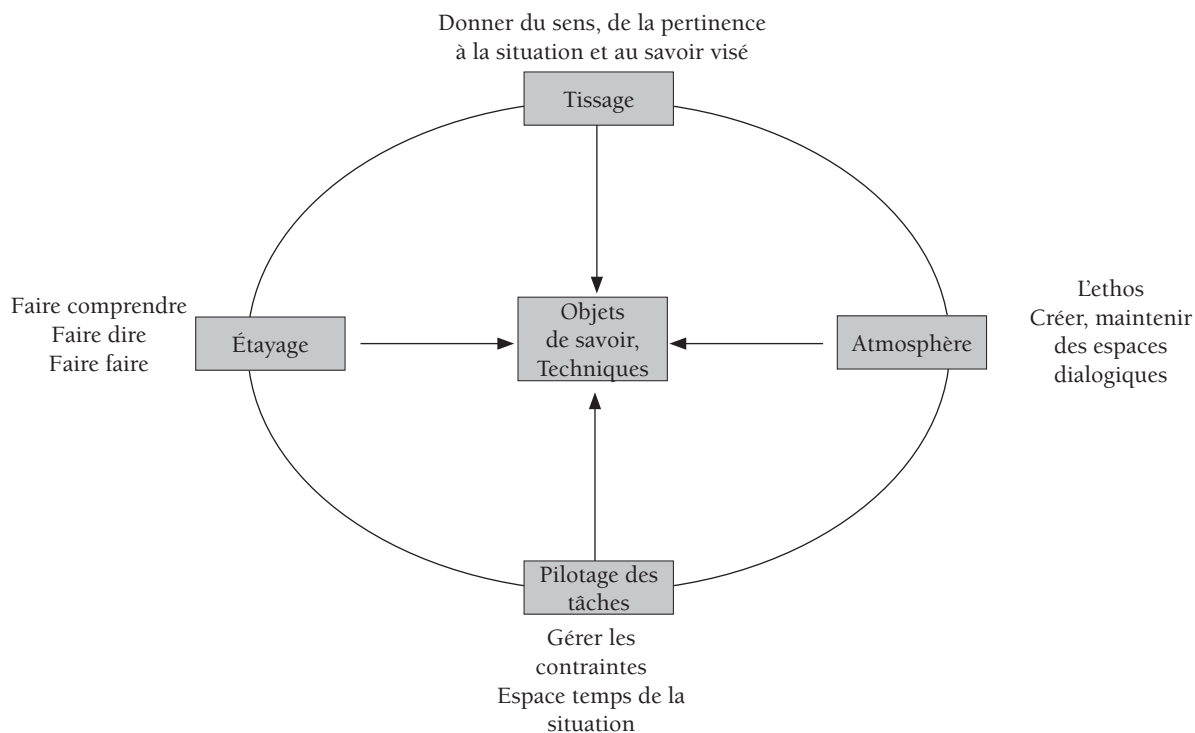 Donner du sens, de la pertinence
à la situation et au savoir visé
Tissage
Faire comprendre
Faire dire
Faire faire
Étayage
Objets
de savoir,
Techniques
Atmosphère
L'ethos
Créer, maintenir
des espaces
dialogiques
Pilotage des
tâches
Gérer les
contraintes
Espace temps de la
situation